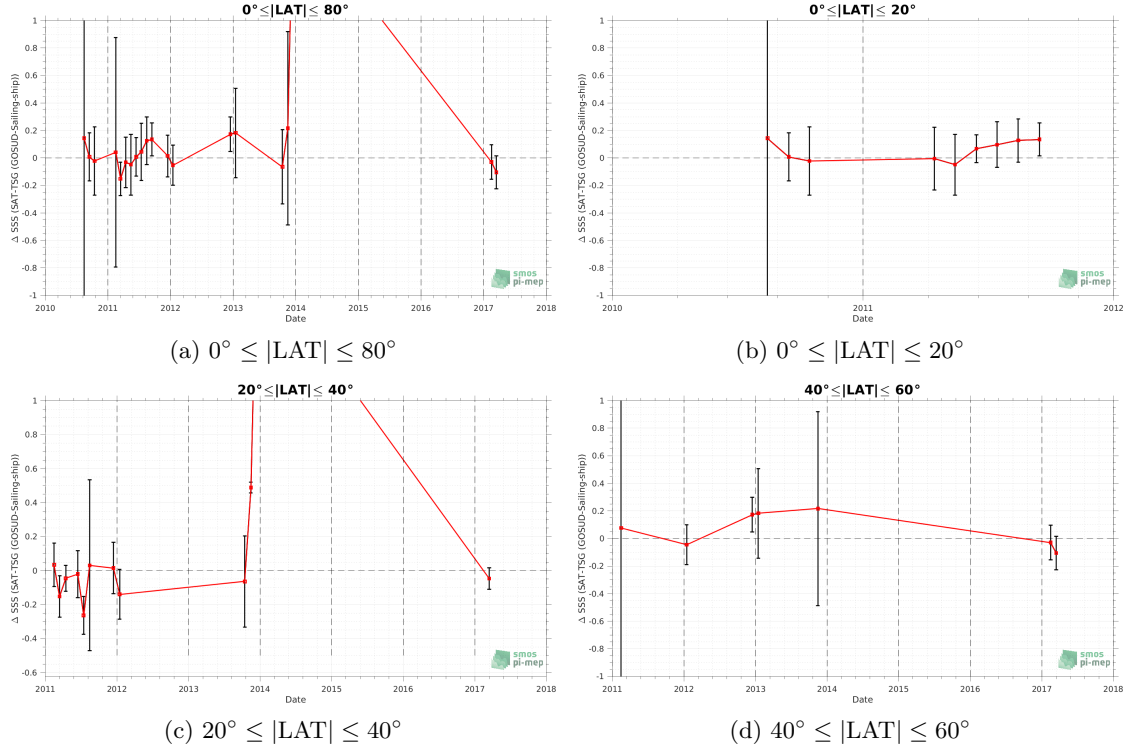 0°≤|LAT|≤ 80°
Δ SSS (SAT-TSG (GOSUD-Sailing-ship))
1
0.8
0.6
0.4
0.2
0
-0.2
-0.4
-0.6
-0.8
-1
2010 2011 2012 2013 2014 2015 2016 2017 2018
Date
smos
pi-mep
(a) 0° ≤ |LAT| ≤ 80°
0°≤|LAT|≤ 20°
Δ SSS (SAT-TSG (GOSUD-Sailing-ship))
1
0.8
0.6
0.4
0.2
0
-0.2
-0.4
-0.6
-0.8
-1
2010 2011 2012
Date
smos
pi-mep
(b) 0° ≤ |LAT| ≤ 20°
20°≤|LAT|≤ 40°
Δ SSS (SAT-TSG (GOSUD-Sailing-ship))
1
0.8
0.6
0.4
0.2
0
-0.2
-0.4
-0.6
2011 2012 2013 2014 2015 2016 2017 2018
Date
smos
pi-mep
(c) 20° ≤ |LAT| ≤ 40°
40°≤|LAT|≤ 60°
Δ SSS (SAT-TSG (GOSUD-Sailing-ship))
1
0.8
0.6
0.4
0.2
0
-0.2
-0.4
-0.6
-0.8
-1
2011 2012 2013 2014 2015 2016 2017 2018
Date
smos
pi-mep
(d) 40° ≤ |LAT| ≤ 60°